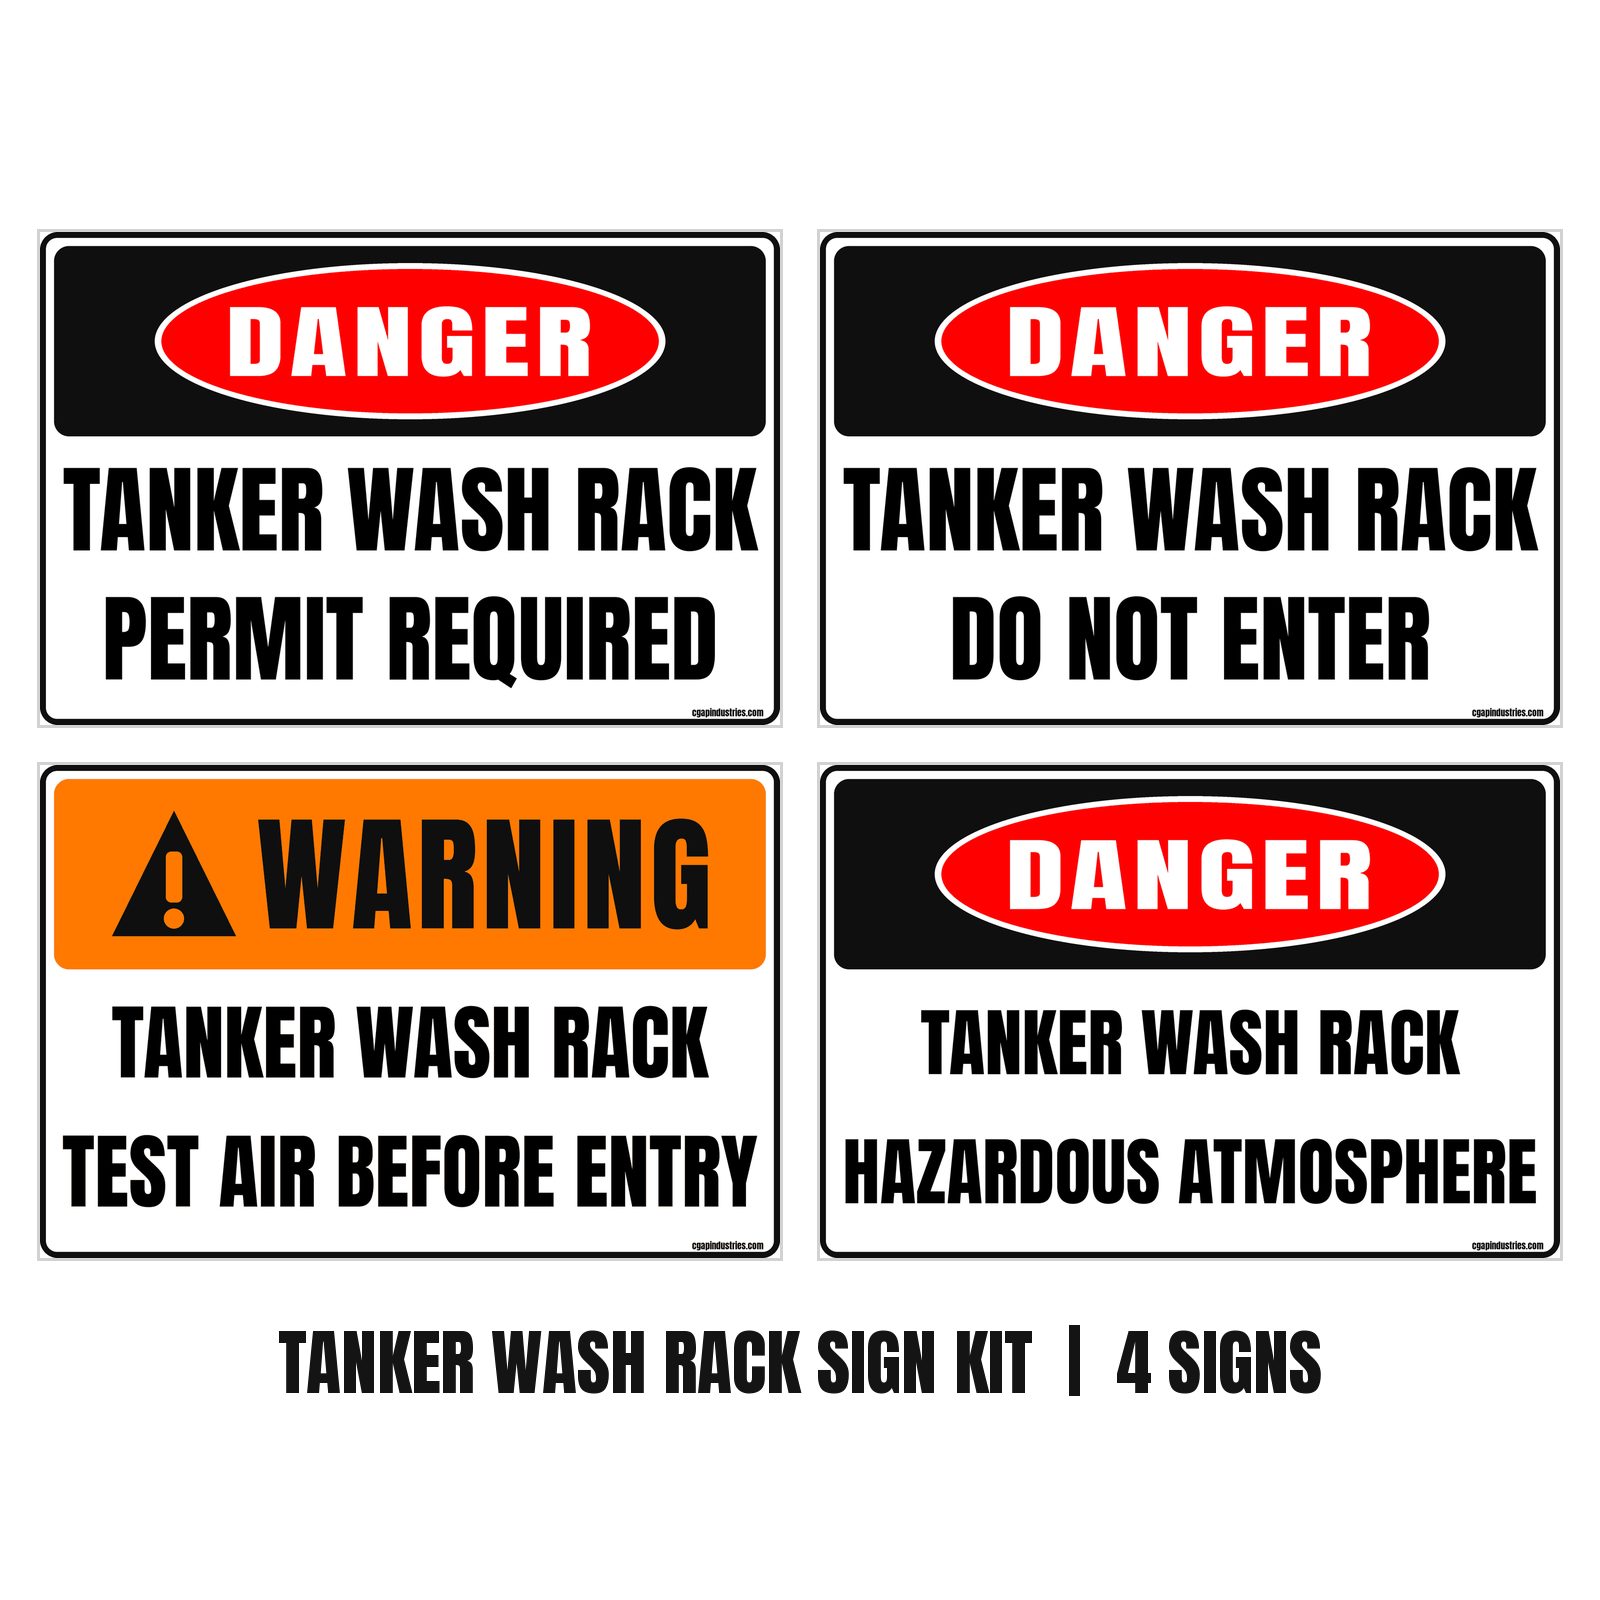 DANGER
TANKER WASH RACK
PERMIT REQUIRED
cgapindustries.com
DANGER
TANKER WASH RACK
DO NOT ENTER
cgapindustries.com
WARNING
TANKER WASH RACK
TEST AIR BEFORE ENTRY
cgapindustries.com
DANGER
TANKER WASH RACK
HAZARDOUS ATMOSPHERE
cgapindustries.com
TANKER WASH RACK SIGN KIT | 4 SIGNS